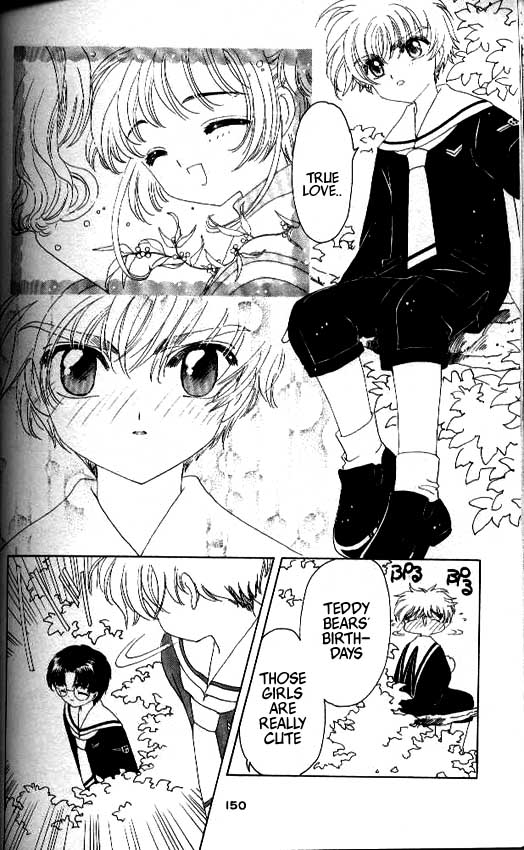 TRUE
LOVE..
TEDDY
BEARS'
BIRTH-
DAYS
THOSE
GIRLS
ARE
REALLY
CUTE
150